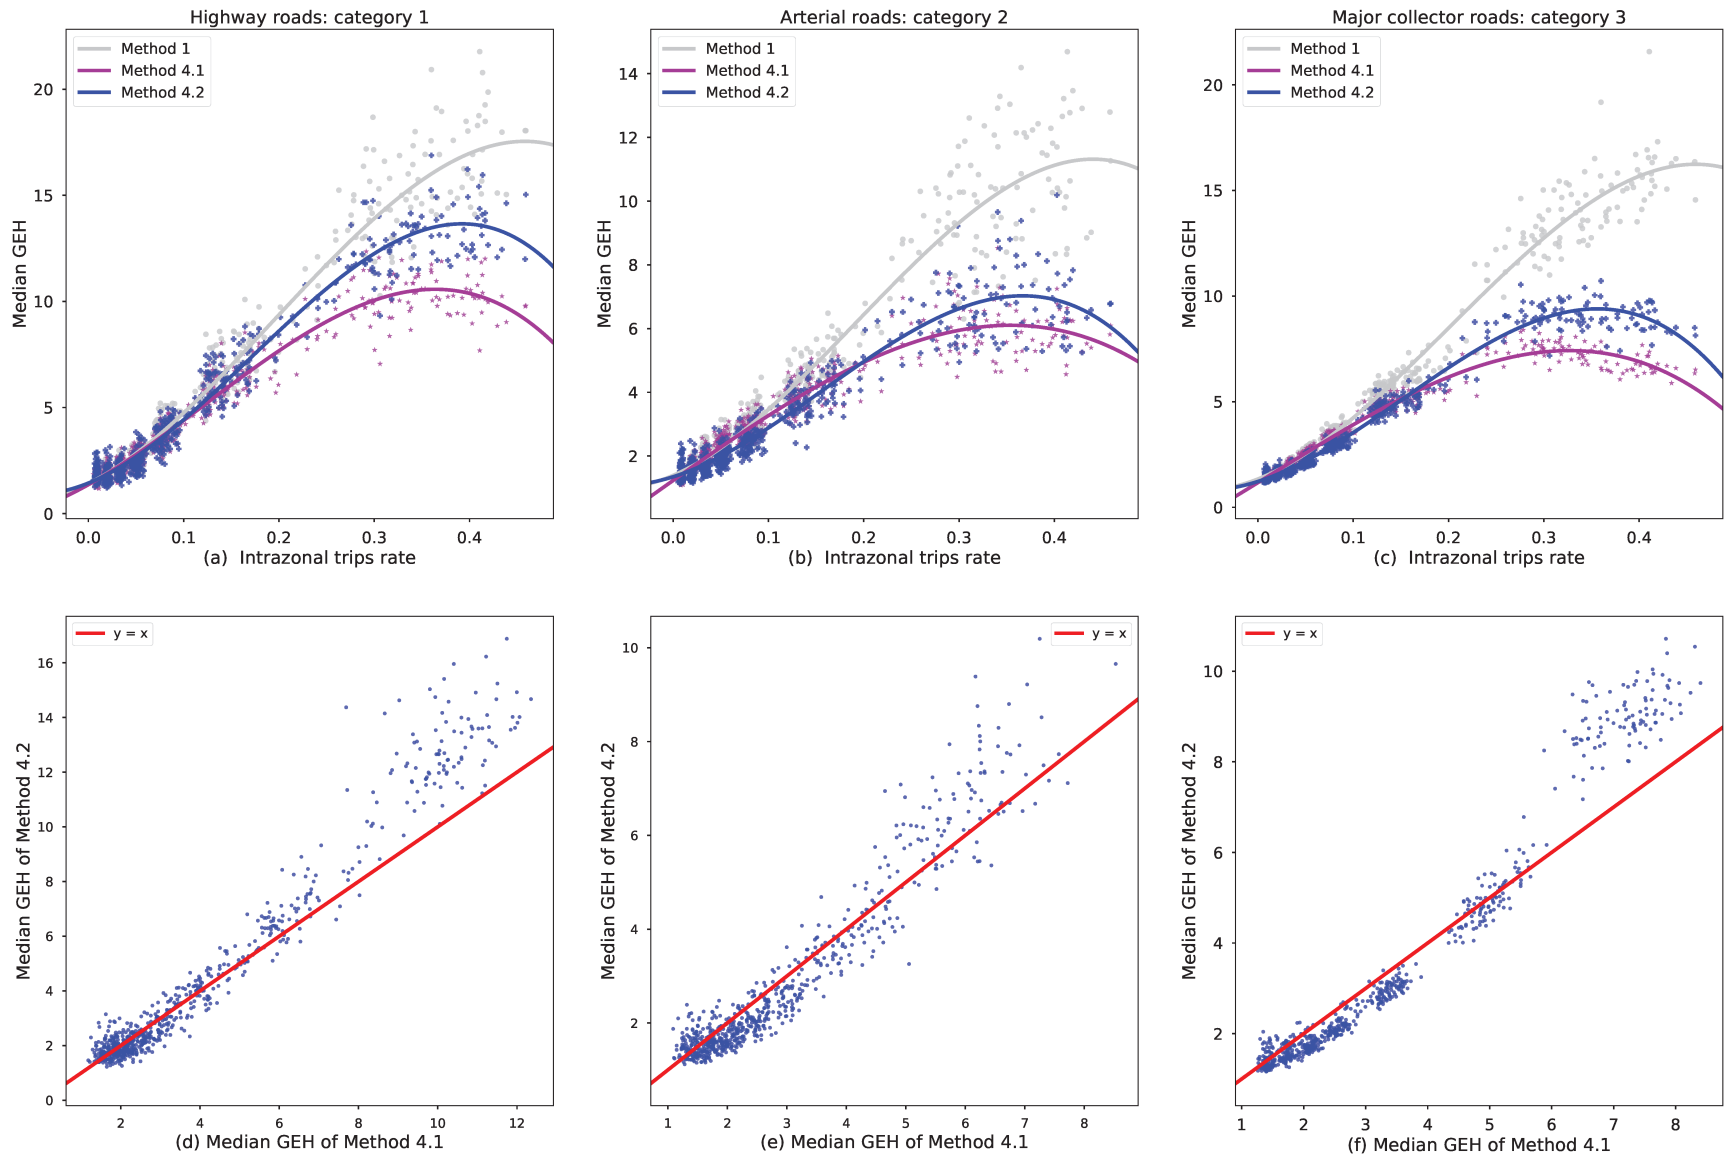 Highway roads: category 1
Method 1
Method 4.1
Method 4.2
Median GEH
20
15
10
5
0
0.0 0.1 0.2 0.3 0.4
(a) Intrazonal trips rate
Arterial roads: category 2
Method 1
Method 4.1
Method 4.2
Median GEH
14
12
10
8
6
4
2
0.0 0.1 0.2 0.3 0.4
(b) Intrazonal trips rate
Major collector roads: category 3
Method 1
Method 4.1
Method 4.2
Median GEH
20
15
10
5
0
0.0 0.1 0.2 0.3 0.4
(c) Intrazonal trips rate
y = x
Median GEH of Method 4.2
16
14
12
10
8
6
4
2
0
2 4 6 8 10 12
(d) Median GEH of Method 4.1
y = x
Median GEH of Method 4.2
10
8
6
4
2
1 2 3 4 5 6 7 8
(e) Median GEH of Method 4.1
y = x
Median GEH of Method 4.2
10
8
6
4
2
1 2 3 4 5 6 7 8
(f) Median GEH of Method 4.1